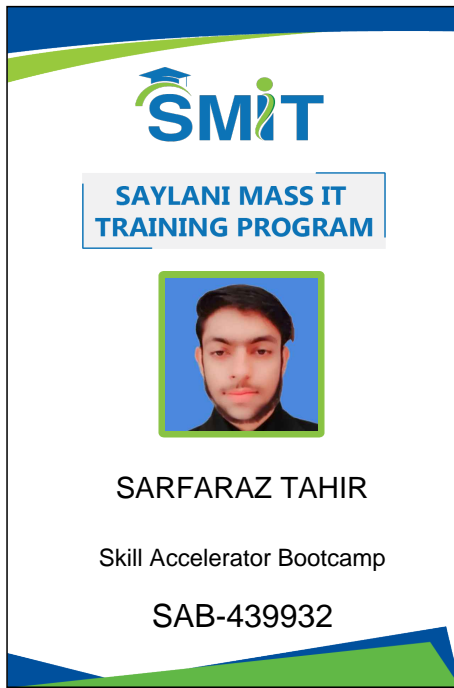 SMiT
SAYLANI MASS IT
TRAINING PROGRAM
SARFARAZ TAHIR
Skill Accelerator Bootcamp
SAB-439932